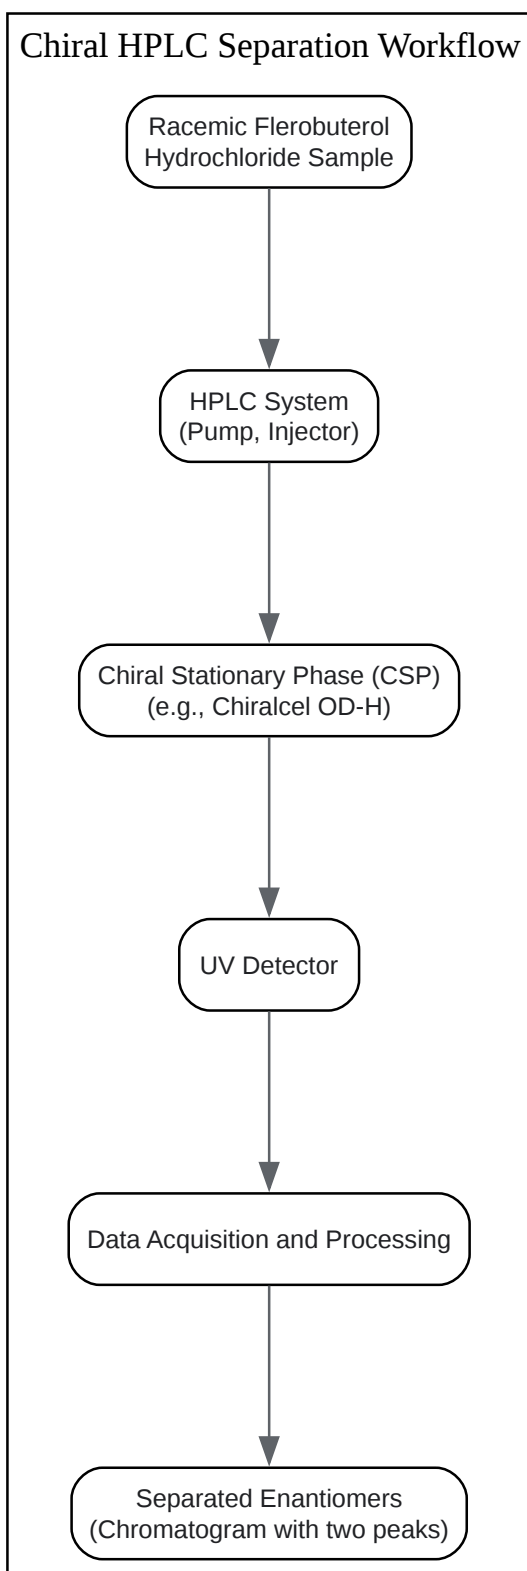 Chiral HPLC Separation Workflow
Racemic Flerobuterol
Hydrochloride Sample
HPLC System
(Pump, Injector)
Chiral Stationary Phase (CSP)
(e.g., Chiralcel OD-H)
UV Detector
Data Acquisition and Processing
Separated Enantiomers
(Chromatogram with two peaks)